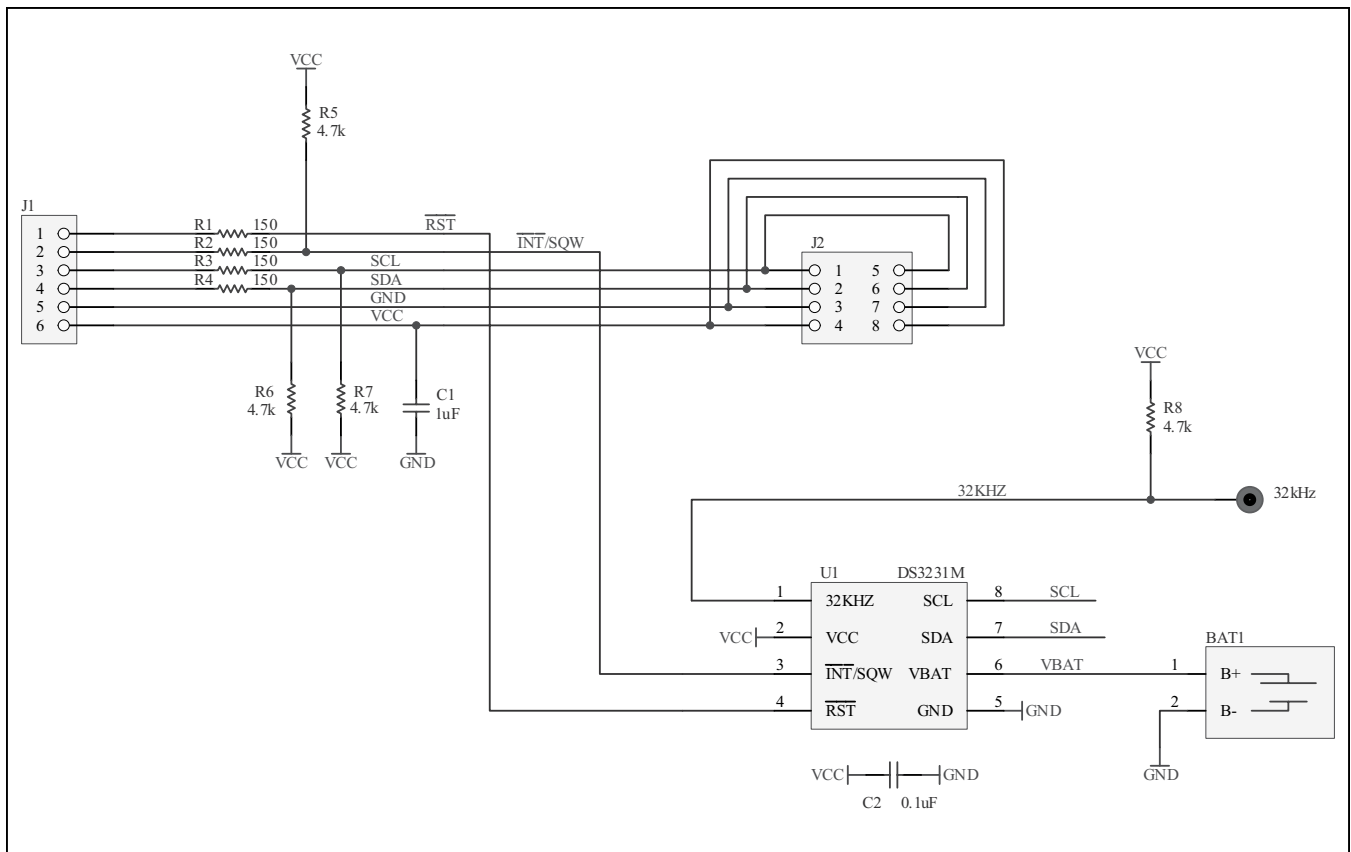 VCC
R5
4.7k
J1
1 R1 150 RST
2 R2 150 INT/SQW
3 R3 150 SCL
4 R4 150 SDA
5 GND
6 VCC
J2
1 5
2 6
3 7
4 8
R6
4.7k
R7
4.7k
C1
1uF
VCC
VCC
GND
VCC
R8
4.7k
32KHZ
32kHz
U1 DS3231M
1 32KHZ SCL 8 SCL
VCC 2 VCC SDA 7 SDA
3 INT/SQW VBAT 6 VBAT
4 RST GND 5 GND
BAT1
1 B+
2 B-
GND
VCC GND
C2 0.1uF